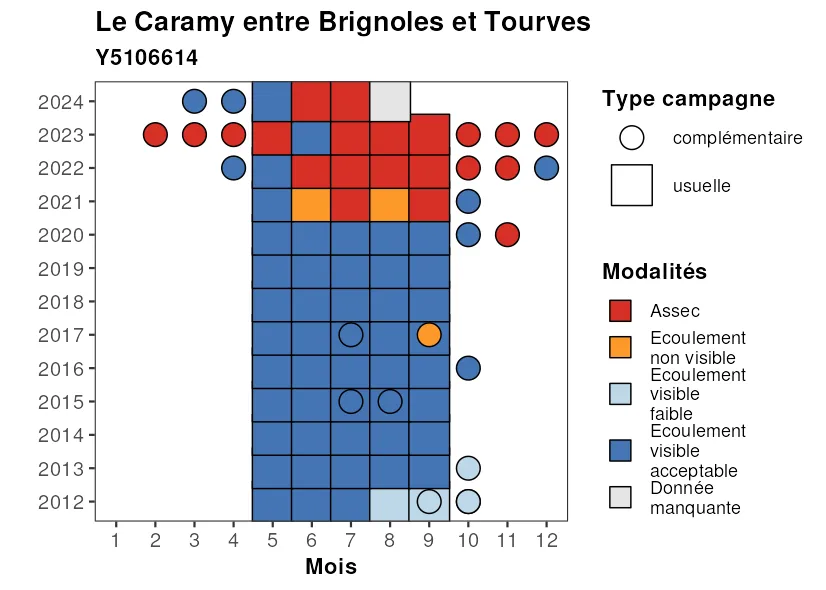 Le Caramy entre Brignoles et Tourves
Y5106614
2024
2023
2022
2021
2020
2019
2018
2017
2016
2015
2014
2013
2012
1 2 3 4 5 6 7 8 9 10 11 12
Mois
Type campagne
complémentaire
usuelle
Modalités
Assec
Ecoulement
non visible
Ecoulement
visible
faible
Ecoulement
visible
acceptable
Donnée
manquante